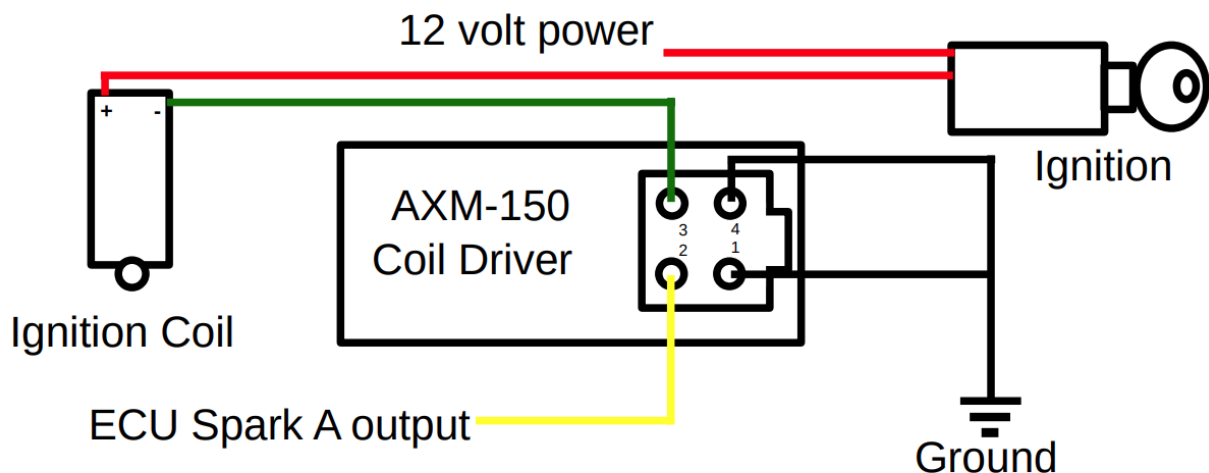 12 volt power
+ -
Ignition
AXM-150
Coil Driver
3 4
2 1
Ignition Coil
ECU Spark A output
Ground